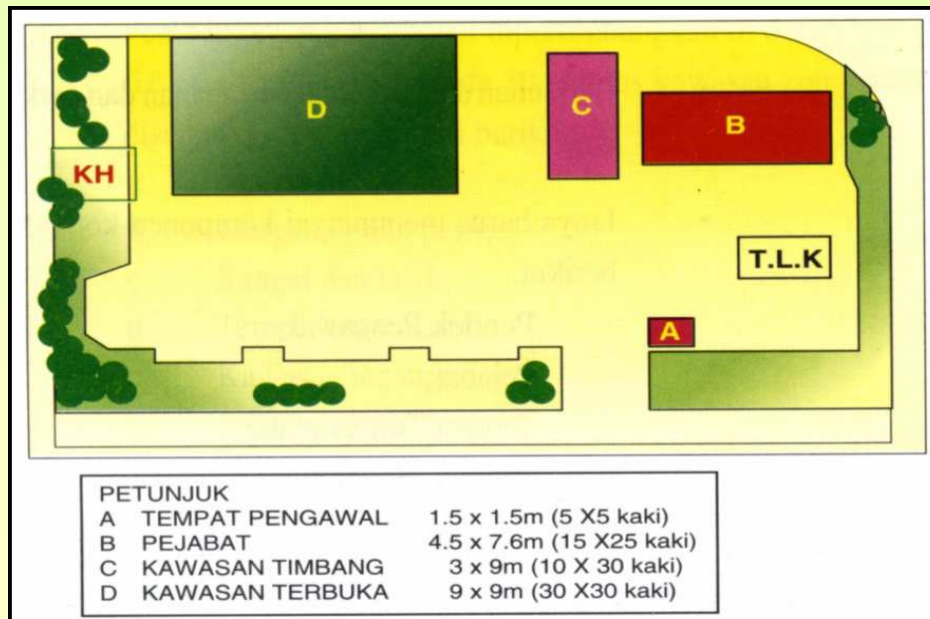 D
C
B
KH
T.L.K
A
PETUNJUK
A TEMPAT PENGAWAL 1.5 x 1.5m (5 X5 kaki)
B PEJABAT 4.5 x 7.6m (15 X25 kaki)
C KAWASAN TIMBANG 3 x 9m (10 X 30 kaki)
D KAWASAN TERBUKA 9 x 9m (30 X30 kaki)